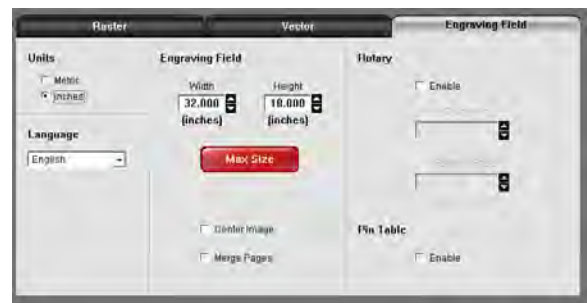 Raster Vector Engraving Field
Units Engraving Field Rotary
Metric Width Height Enable
inches 32.000 18.000
(inches) (inches)
Language
English Max Size
Center Image Pin Table
Merge Pages Enable